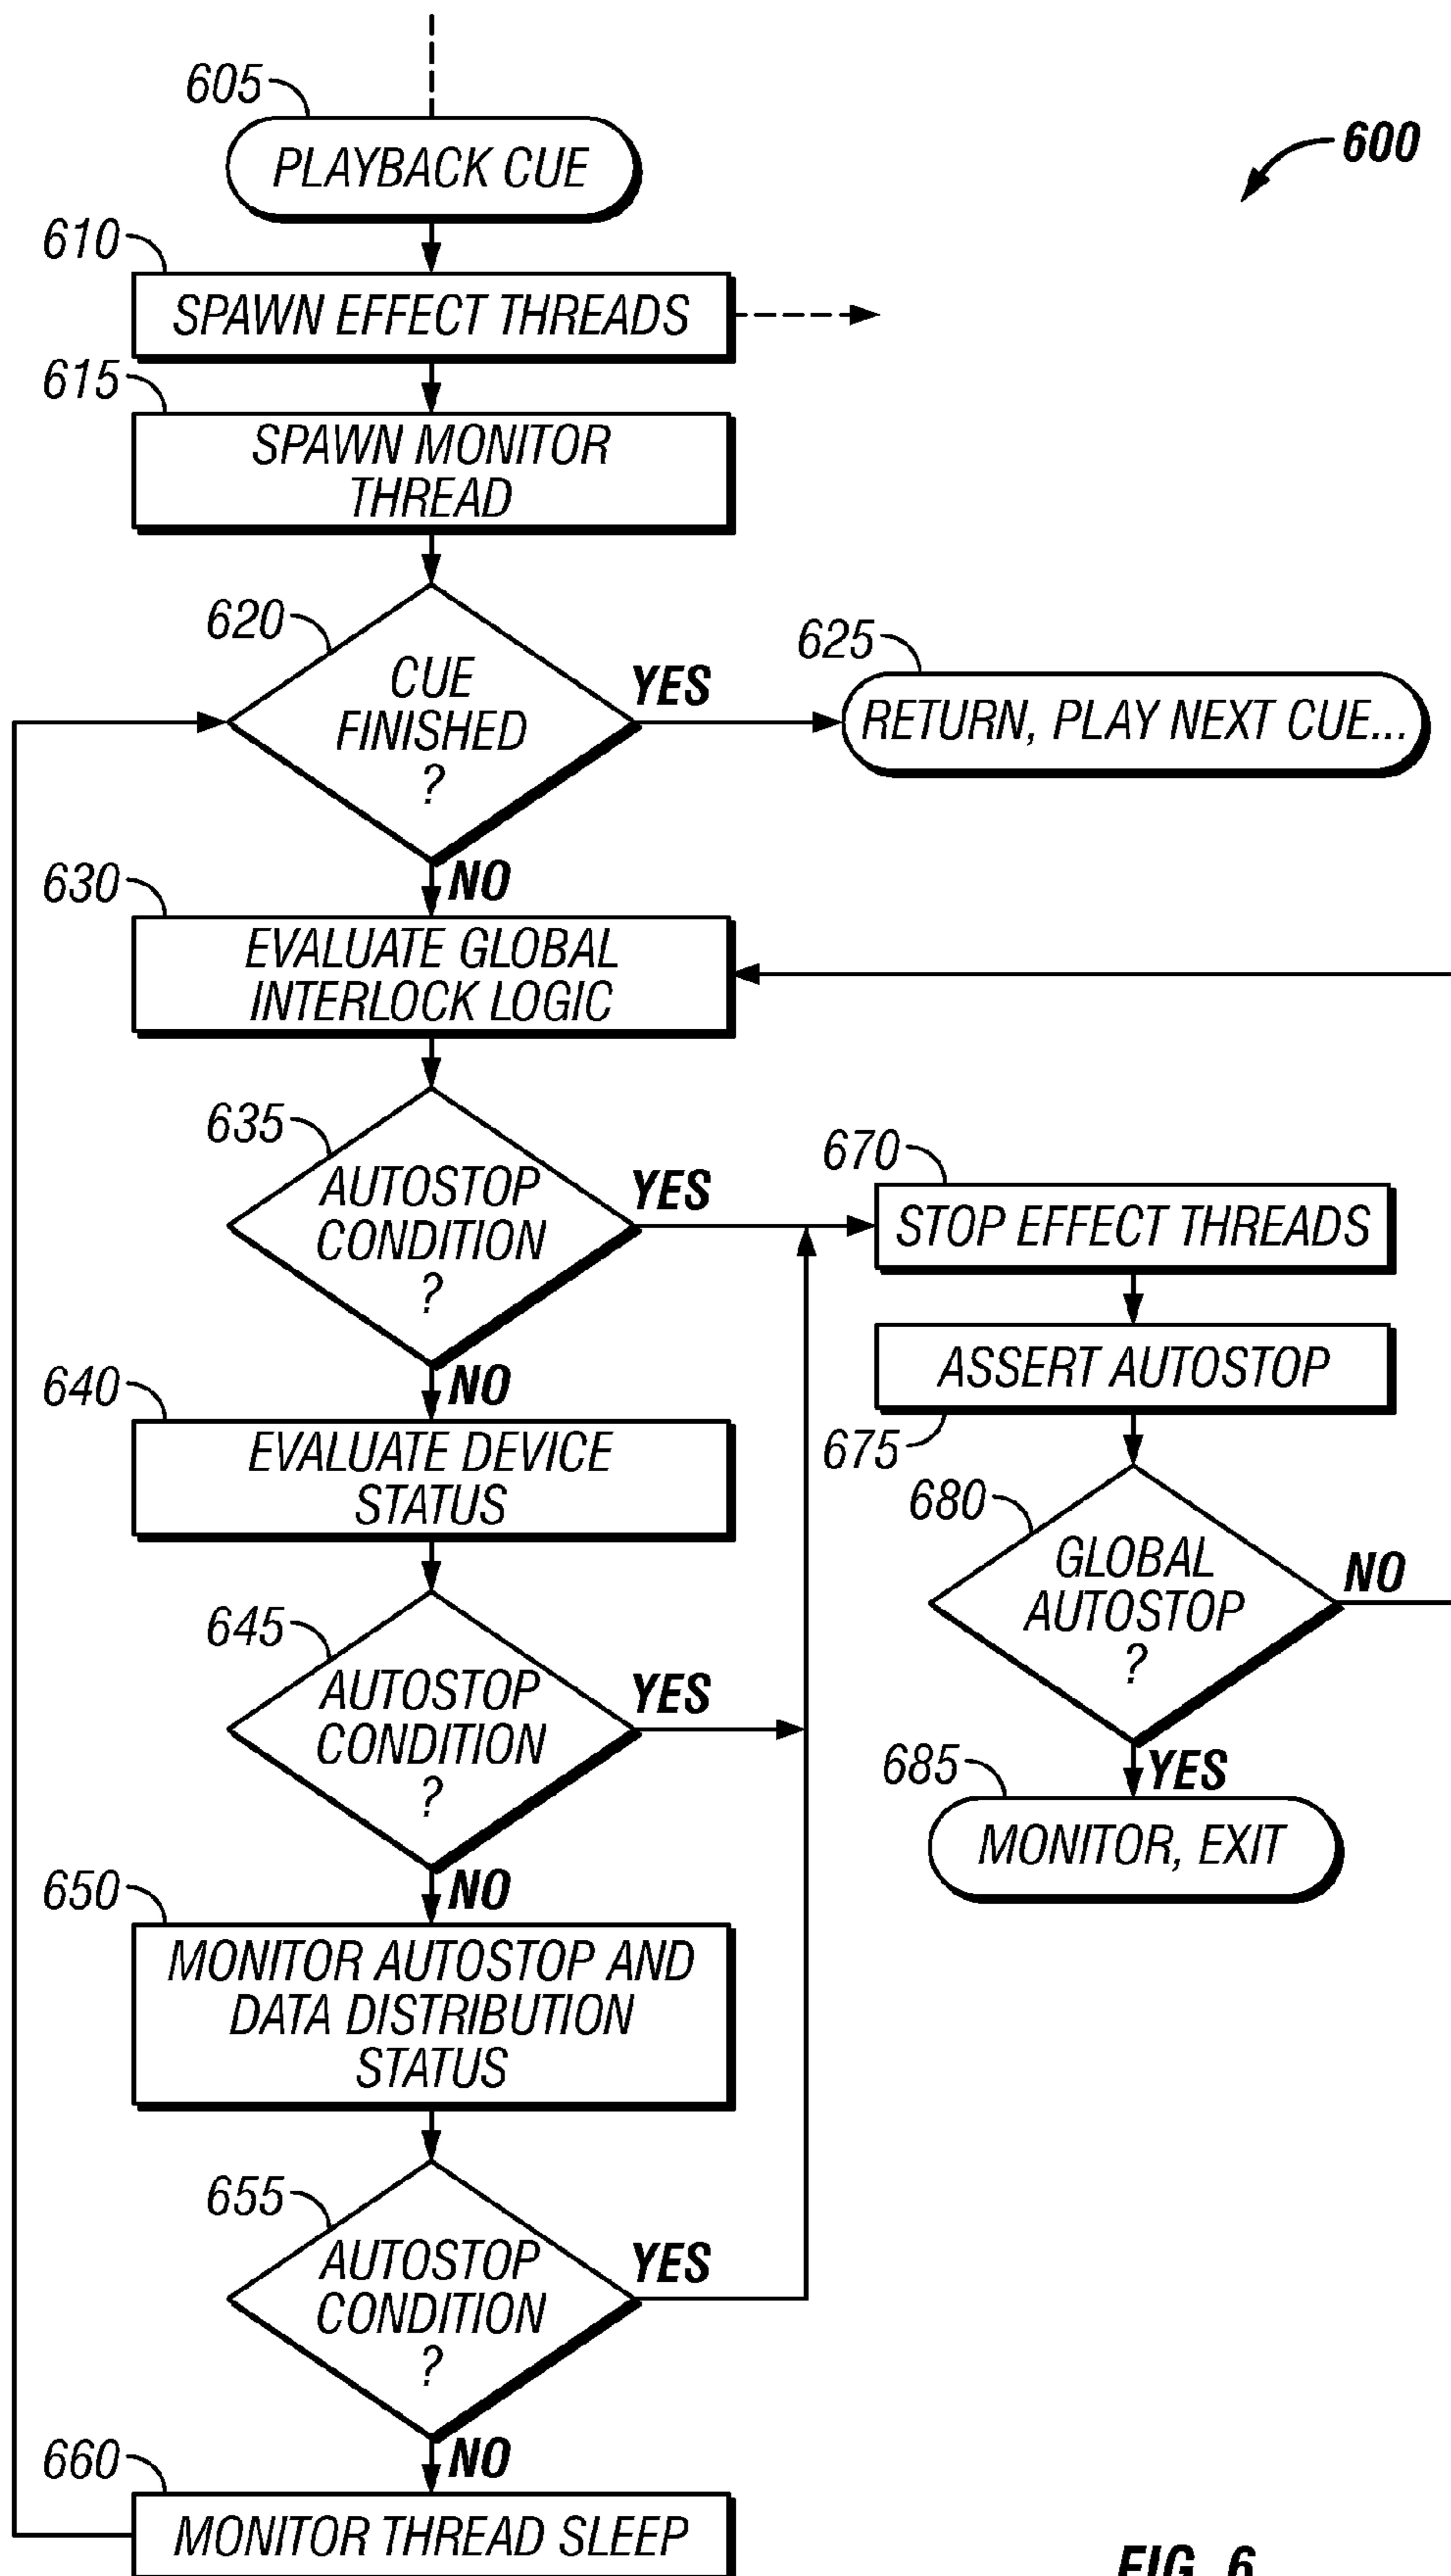 605
PLAYBACK CUE
600
610
SPAWN EFFECT THREADS
615
SPAWN MONITOR
THREAD
620
CUE
FINISHED
?
YES
625
RETURN, PLAY NEXT CUE...
NO
630
EVALUATE GLOBAL
INTERLOCK LOGIC
635
AUTOSTOP
CONDITION
?
YES
670
STOP EFFECT THREADS
NO
ASSERT AUTOSTOP
675
640
EVALUATE DEVICE
STATUS
680
GLOBAL
AUTOSTOP
?
NO
645
AUTOSTOP
CONDITION
?
YES
YES
685
MONITOR, EXIT
NO
650
MONITOR AUTOSTOP AND
DATA DISTRIBUTION
STATUS
655
AUTOSTOP
CONDITION
?
YES
NO
660
MONITOR THREAD SLEEP
FIG. 6